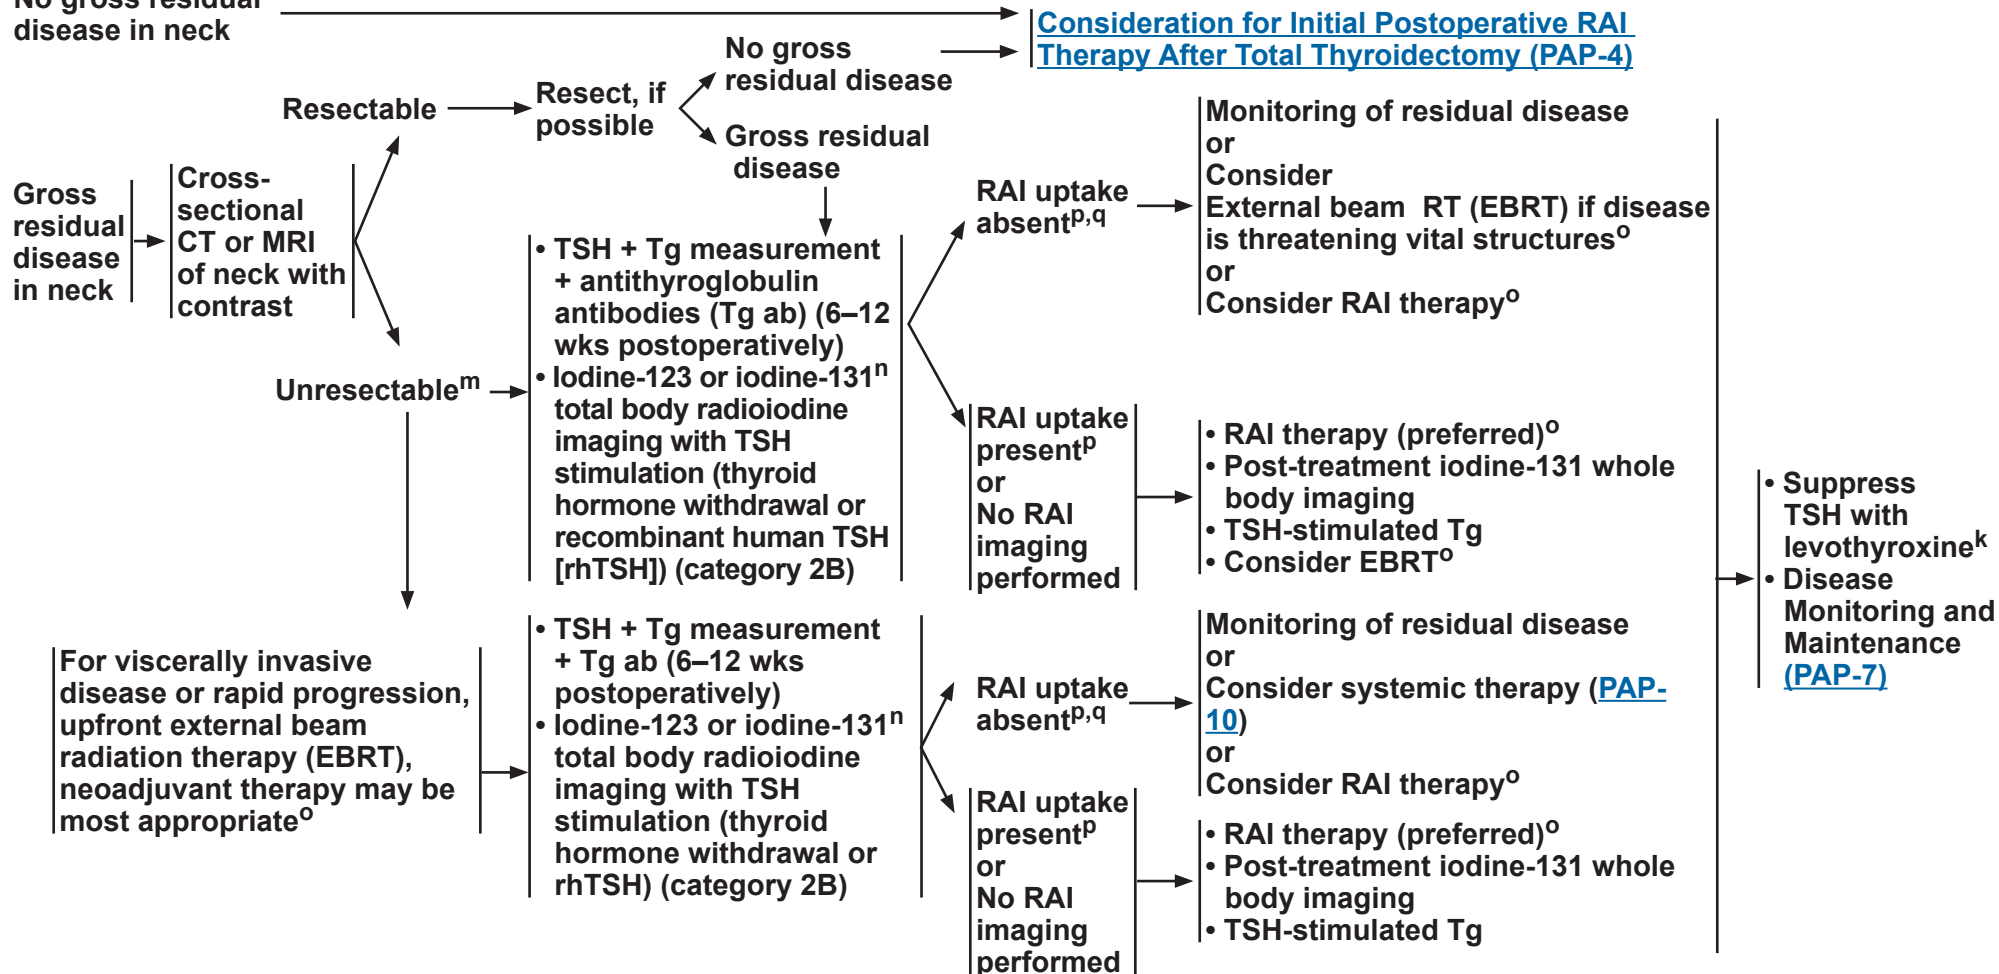 No gross residual
disease in neck
Consideration for Initial Postoperative RAI
Therapy After Total Thyroidectomy (PAP-4)
No gross
residual disease
Resectable
Resect, if
possible
Gross residual
disease
Gross
residual
disease
in neck
Cross-
sectional
CT or MRI
of neck with
contrast
Unresectablem
• TSH + Tg measurement
+ antithyroglobulin
antibodies (Tg ab) (6–12
wks postoperatively)
• Iodine-123 or iodine-131n
total body radioiodine
imaging with TSH
stimulation (thyroid
hormone withdrawal or
recombinant human TSH
[rhTSH]) (category 2B)
RAI uptake
absentp,q
Monitoring of residual disease
or
Consider
External beam RT (EBRT) if disease
is threatening vital structureso
or
Consider RAI therapyo
RAI uptake
presentp
or
No RAI
imaging
performed
• RAI therapy (preferred)o
• Post-treatment iodine-131 whole
body imaging
• TSH-stimulated Tg
• Consider EBRTo
For viscerally invasive
disease or rapid progression,
upfront external beam
radiation therapy (EBRT),
neoadjuvant therapy may be
most appropriateo
• TSH + Tg measurement
+ Tg ab (6–12 wks
postoperatively)
• Iodine-123 or iodine-131n
total body radioiodine
imaging with TSH
stimulation (thyroid
hormone withdrawal or
rhTSH) (category 2B)
RAI uptake
absentp,q
Monitoring of residual disease
or
Consider systemic therapy (PAP-
10)
or
Consider RAI therapyo
RAI uptake
presentp
or
No RAI
imaging
performed
• RAI therapy (preferred)o
• Post-treatment iodine-131 whole
body imaging
• TSH-stimulated Tg
• Suppress
TSH with
levothyroxinek
• Disease
Monitoring and
Maintenance
(PAP-7)